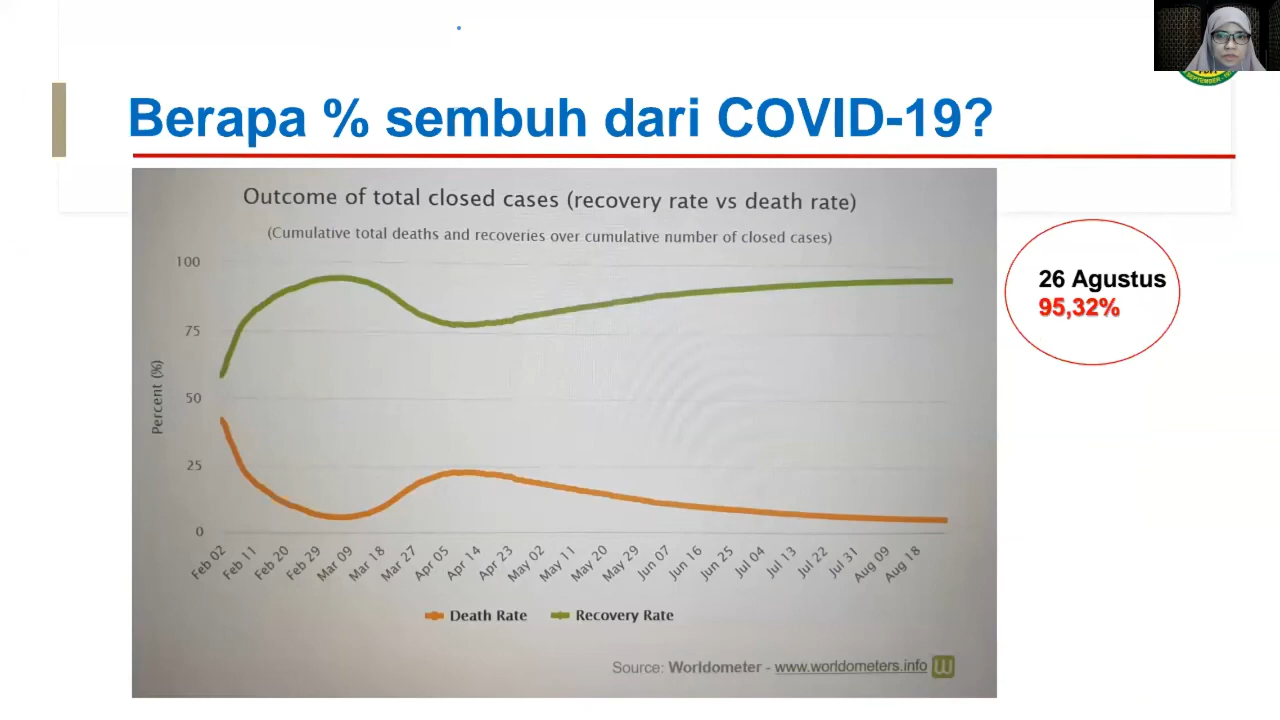 Berapa % sembuh dari COVID-19?
Outcome of total closed cases (recovery rate vs death rate)
(Cumulative total deaths and recoveries over cumulative number of closed cases)
Percent (%)
100
75
50
25
0
Feb 02
Feb 11
Feb 20
Feb 29
Mar 09
Mar 18
Mar 27
Apr 05
Apr 14
Apr 23
May 02
May 11
May 20
May 29
Jun 07
Jun 16
Jun 25
Jul 04
Jul 13
Jul 22
Jul 31
Aug 09
Aug 18
Death Rate
Recovery Rate
Source: Worldometer - www.worldometers.info
26 Agustus
95,32%